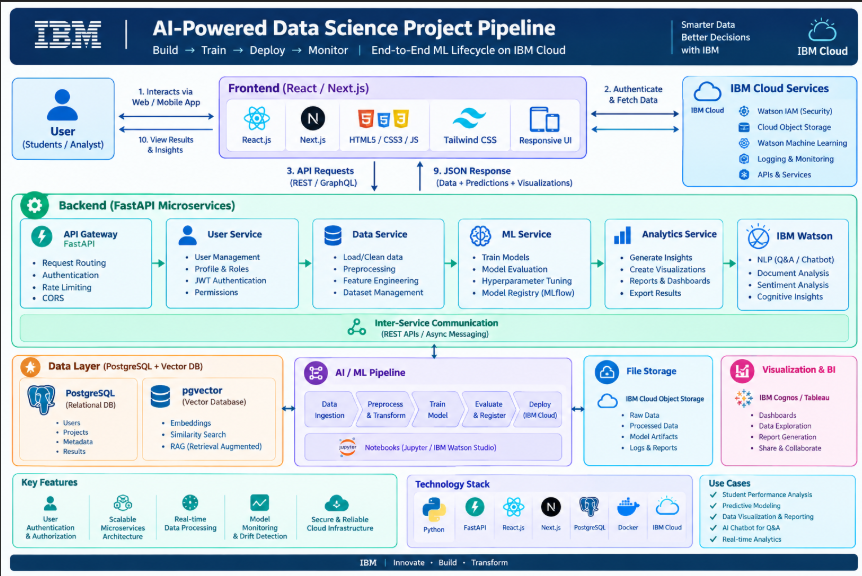 IBM
AI-Powered Data Science Project Pipeline
Build → Train → Deploy → Monitor | End-to-End ML Lifecycle on IBM Cloud
Smarter Data
Better Decisions
with IBM
IBM Cloud
User
(Students / Analyst)
1. Interacts via
Web / Mobile App
10. View Results
& Insights
Frontend (React / Next.js)
React.js
N
Next.js
5
5
3
HTML5 / CSS3 / JS
Tailwind CSS
Responsive UI
2. Authenticate
& Fetch Data
IBM Cloud
IBM Cloud Services
Watson IAM (Security)
Cloud Object Storage
Watson Machine Learning
Logging & Monitoring
APIs & Services
3. API Requests
(REST / GraphQL)
9. JSON Response
(Data + Predictions + Visualizations)
Backend (FastAPI Microservices)
API Gateway
FastAPI
• Request Routing
• Authentication
• Rate Limiting
• CORS
User Service
• User Management
• Profile & Roles
• JWT Authentication
• Permissions
Data Service
• Load/Clean data
• Preprocessing
• Feature Engineering
• Dataset Management
ML Service
• Train Models
• Model Evaluation
• Hyperparameter Tuning
• Model Registry (MLflow)
Analytics Service
• Generate Insights
• Create Visualizations
• Reports & Dashboards
• Export Results
IBM Watson
• NLP (Q&A / Chatbot)
• Document Analysis
• Sentiment Analysis
• Cognitive Insights
Inter-Service Communication
(REST APIs / Async Messaging)
Data Layer (PostgreSQL + Vector DB)
PostgreSQL
(Relational DB)
• Users
• Projects
• Metadata
• Results
pgvector
(Vector Database)
• Embeddings
• Similarity Search
• RAG (Retrieval Augmented)
AI / ML Pipeline
Data
Ingestion
Preprocess
& Transform
Train
Model
Evaluate
& Register
Deploy
(IBM Cloud)
jupyter
Notebooks (Jupyter / IBM Watson Studio)
File Storage
IBM Cloud Object Storage
• Raw Data
• Processed Data
• Model Artifacts
• Logs & Reports
Visualization & BI
IBM Cognos / Tableau
• Dashboards
• Data Exploration
• Report Generation
• Share & Collaborate
Key Features
User
Authentication
& Authorization
Scalable
Microservices
Architecture
Real-time
Data Processing
Model
Monitoring
& Drift Detection
Secure & Reliable
Cloud Infrastructure
Technology Stack
Python
FastAPI
React.js
N
Next.js
PostgreSQL
Docker
IBM Cloud
Use Cases
Student Performance Analysis
Predictive Modeling
Data Visualization & Reporting
AI Chatbot for Q&A
Real-time Analytics
IBM | Innovate • Build • Transform